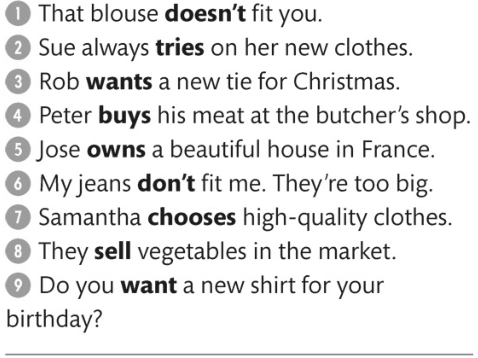 1 That blouse doesn't fit you.
2 Sue always tries on her new clothes.
3 Rob wants a new tie for Christmas.
4 Peter buys his meat at the butcher's shop.
5 Jose owns a beautiful house in France.
6 My jeans don't fit me. They're too big.
7 Samantha chooses high-quality clothes.
8 They sell vegetables in the market.
9 Do you want a new shirt for your
birthday?